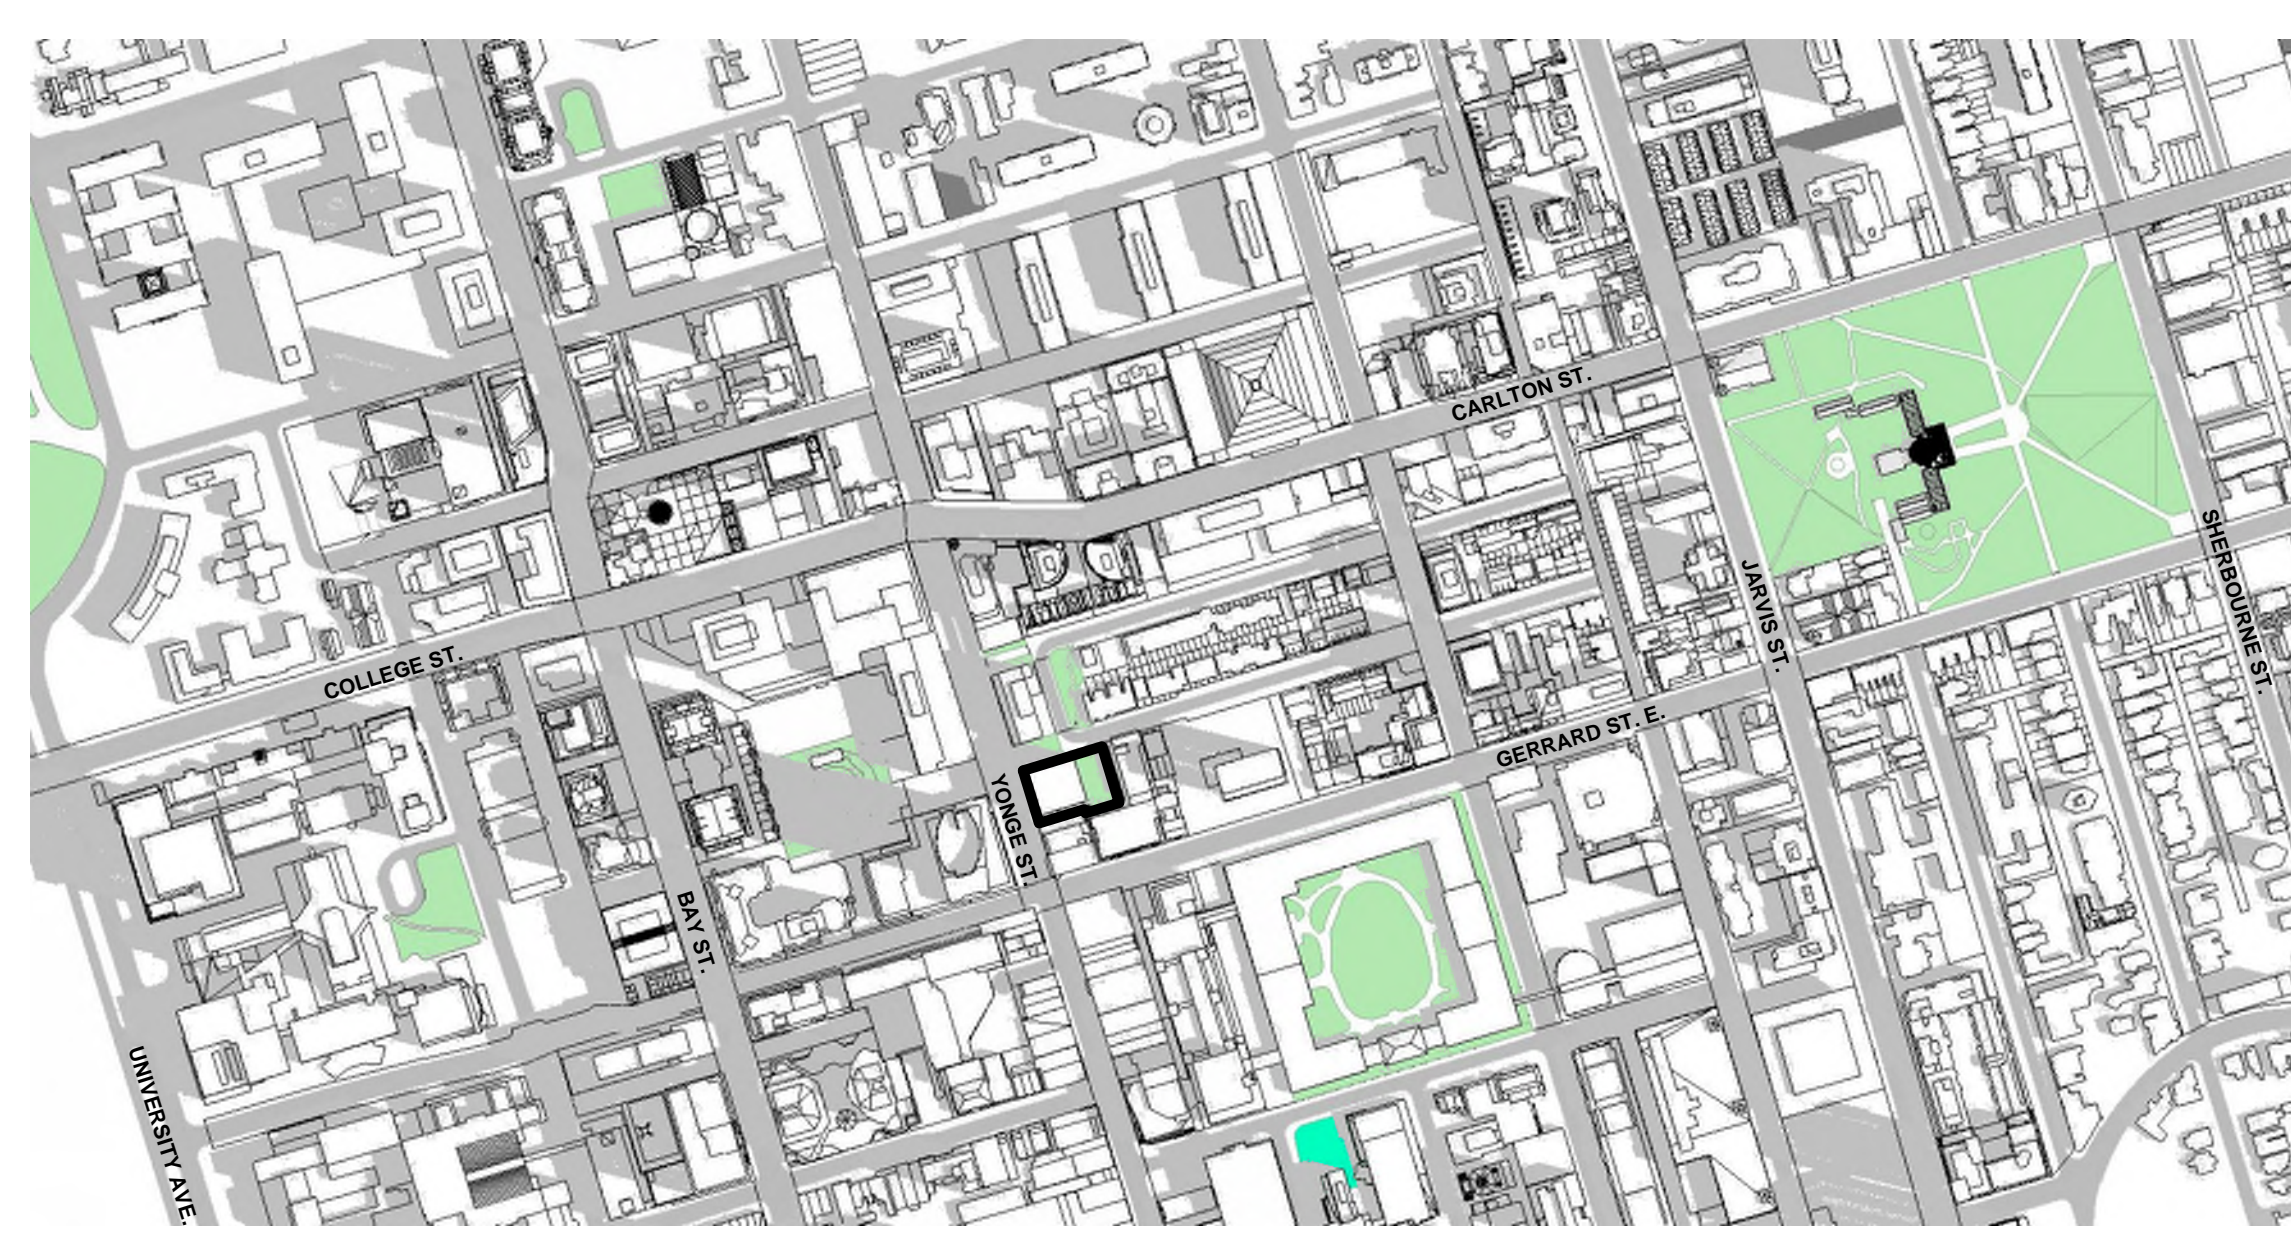 CARLTON ST.
SHERBOURNE ST.
JARVIS ST.
COLLEGE ST.
GERRARD ST. E.
YONGE ST.
BAY ST.
UNIVERSITY AVE.